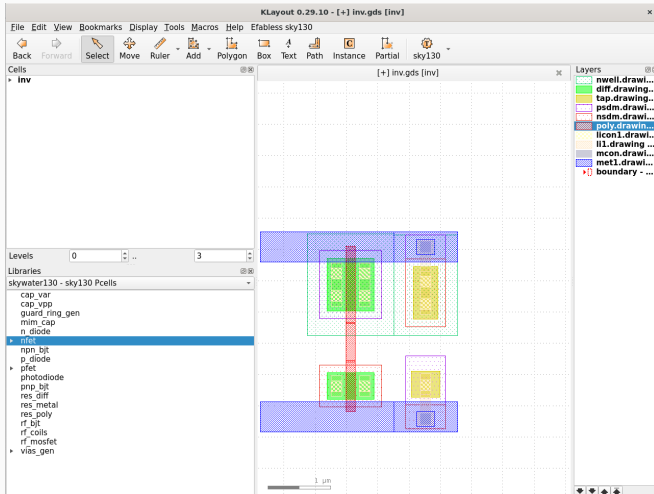 KLayout 0.29.10 - [+] inv.gds [inv]
×
File Edit View Bookmarks Display Tools Macros Help Efabless sky130
Back Forward Select Move Ruler Add Polygon Box Text Path Instance Partial sky130
Cells
inv
Levels 0 .. 3
Libraries
skywater130 - sky130 Pcells
cap_var
cap_vpp
guard_ring_gen
mim_cap
n_diode
nfet
npn_bjt
p_diode
pfet
photodiode
pnp_bjt
res_diff
res_metal
res_poly
rf_bjt
rf_coils
rf_mosfet
vias_gen
[+] inv.gds [inv]
1 μm
Layers
nwell.drawi...
diff.drawing...
tap.drawing...
psdm.drawi...
nsdm.drawi...
poly.drawin...
licon1.drawi...
li1.drawing ...
mcon.drawi...
met1.drawi...
boundary - ...